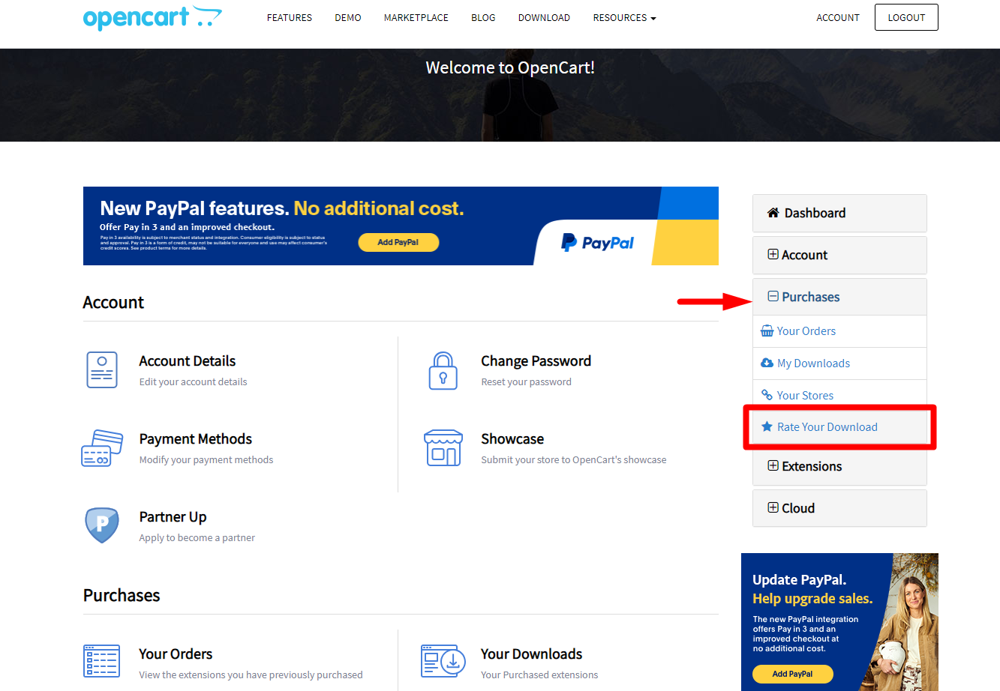 opencart
FEATURES
DEMO
MARKETPLACE
BLOG
DOWNLOAD
RESOURCES
ACCOUNT
LOGOUT
Welcome to OpenCart!
New PayPal features. No additional cost.
Offer Pay in 3 and an improved checkout.
Pay in 3 availability is subject to merchant status and integration. Consumer eligibility is subject to status
and approval. Pay in 3 is a form of credit, may not be suitable for everyone and use may affect consumer's
credit scores. See product terms for more details.
Add PayPal
PayPal
Account
Account Details
Edit your account details
Change Password
Reset your password
Payment Methods
Modify your payment methods
Showcase
Submit your store to OpenCart's showcase
P
Partner Up
Apply to become a partner
Purchases
Your Orders
View the extensions you have previously purchased
Your Downloads
Your Purchased extensions
Dashboard
Account
Purchases
Your Orders
My Downloads
Your Stores
Rate Your Download
Extensions
Cloud
Update PayPal.
Help upgrade sales.
The new PayPal integration
offers Pay in 3 and an
improved checkout at
no additional cost.
Add PayPal